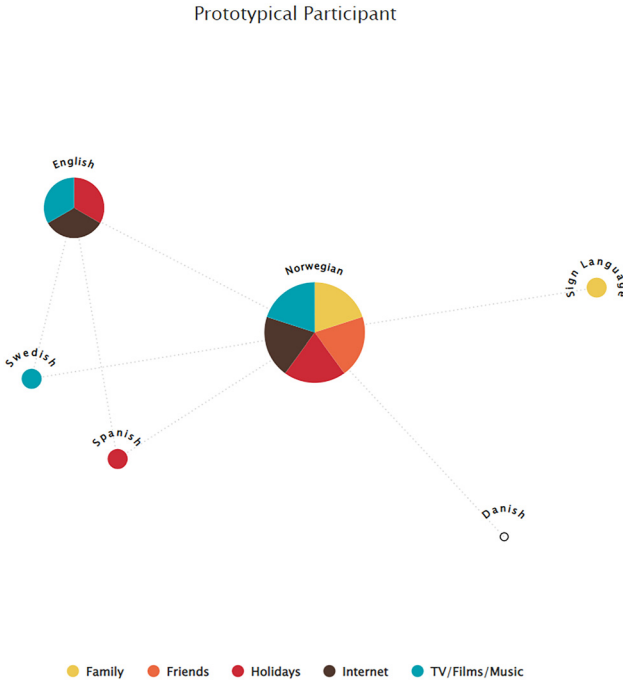 Prototypical Participant
English
Norwegian
Sign Language
Swedish
Spanish
Danish
Family Friends Holidays Internet TV/Films/Music